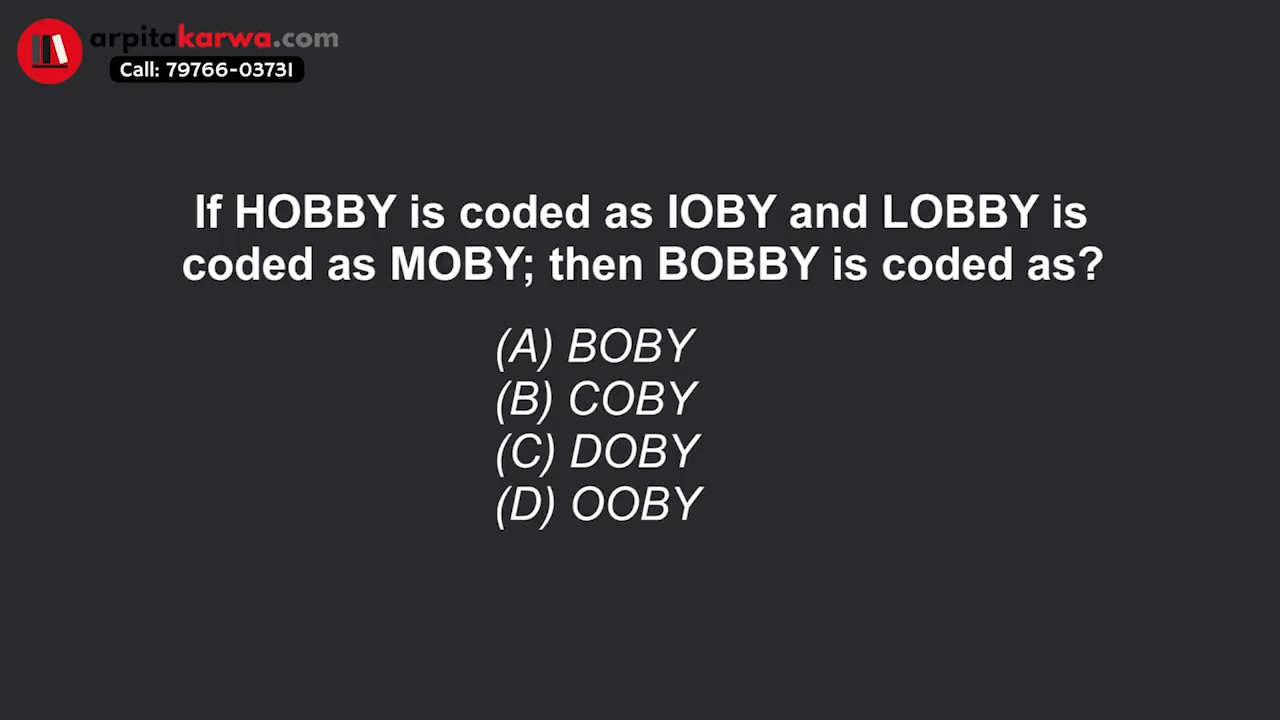 arpitakarwa.com
Call: 79766-03731
If HOBBY is coded as IOBY and LOBBY is
coded as MOBY; then BOBBY is coded as?
(A) BOBY
(B) COBY
(C) DOBY
(D) OOBY